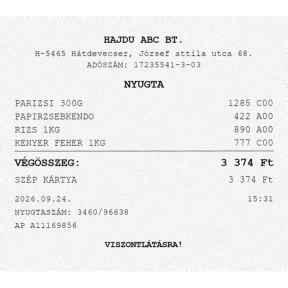 HAJDU ABC BT.
H-5465 Hátdevecser, József attila utca 68.
ADÓSZÁM: 17235541-3-03
NYUGTA
PARIZSI 300G 1285 C00
PAPIRZSEBKENDO 422 A00
RIZS 1KG 890 A00
KENYER FEHER 1KG 777 C00
VÉGÖSSZEG: 3 374 Ft
SZÉP KÁRTYA 3 374 Ft
2026.09.24. 15:31
NYUGTASZÁM: 3460/96638
AP A11169856
VISZONTLÁTÁSRA!